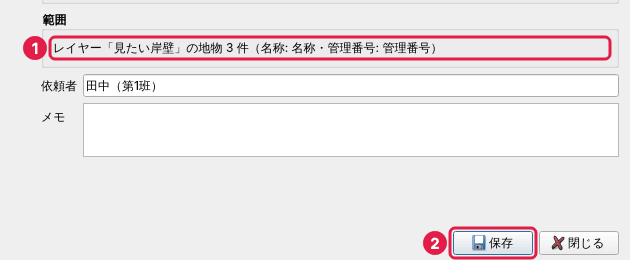 範囲
1 レイヤー「見たい岸壁」の地物 3 件（名称: 名称・管理番号: 管理番号）
依頼者 田中（第1班）
メモ
2 保存 閉じる